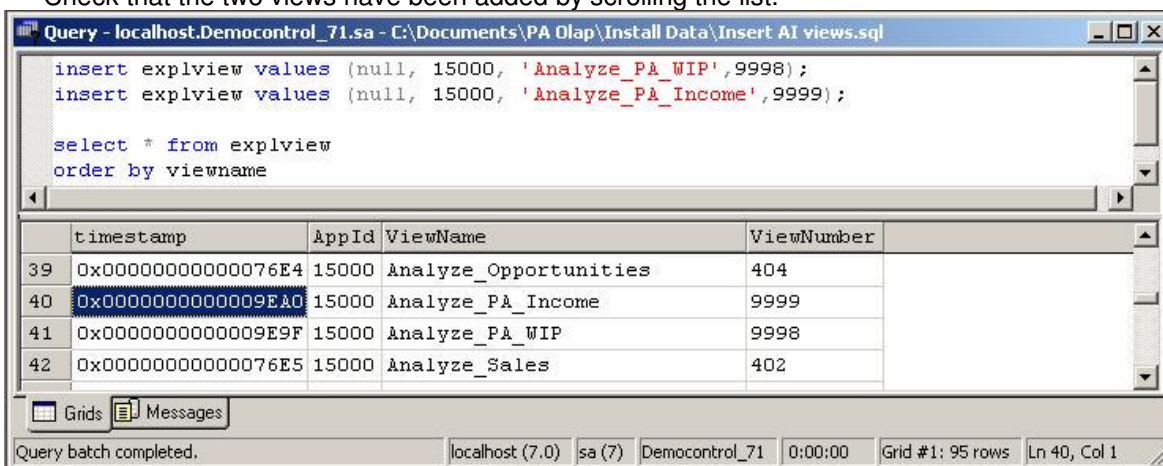 Check that the two views have been added by scrolling the list.
Query - localhost.Democontrol_71.sa - C:\Documents\PA Olap\Install Data\Insert AI views.sql
insert explview values (null, 15000, 'Analyze_PA_WIP',9998);
insert explview values (null, 15000, 'Analyze_PA_Income',9999);
select * from explview
order by viewname
timestamp AppId ViewName ViewNumber
39 0x00000000000076E4 15000 Analyze_Opportunities 404
40 0x0000000000009EA0 15000 Analyze_PA_Income 9999
41 0x0000000000009E9F 15000 Analyze_PA_WIP 9998
42 0x00000000000076E5 15000 Analyze_Sales 402
Grids Messages
Query batch completed. localhost (7.0) sa (7) Democontrol_71 0:00:00 Grid #1: 95 rows Ln 40, Col 1